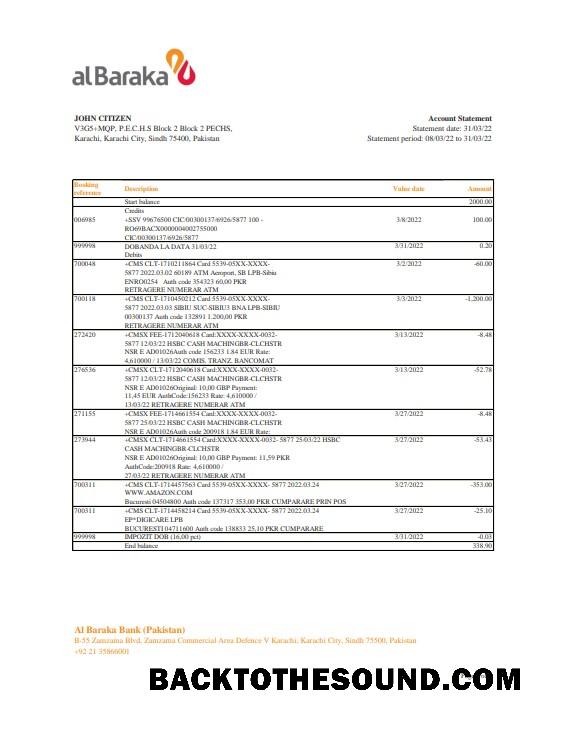 al Baraka
JOHN CITIZEN
V3G5+MQP, P.E.C.H.S Block 2 Block 2 PECHS,
Karachi, Karachi City, Sindh 75400, Pakistan
Account Statement
Statement date: 31/03/22
Statement period: 08/03/22 to 31/03/22
Booking reference Description Value date Amount
Start balance 2000.00
Credits
006985 +SSV 99676500 CIC/00300137/6926/5877 100 - 3/8/2022 100.00
RO69BACX0000004002755000
CIC/00300137/6926/5877
999998 DOBANDA LA DATA 31/03/22 3/31/2022 0.20
Debits
700048 +CMS CLT-1710211864 Card 5539-05XX-XXXX- 3/2/2022 -60.00
5877 2022.03.02 60189 ATM Aeroport, SB LPB-Sibiu
ENRO0254 Auth code 354323 60,00 PKR
RETRAGERE NUMERAR ATM
700118 +CMS CLT-1710450212 Card 5539-05XX-XXXX- 3/3/2022 -1,200.00
5877 2022.03.03 SIBIU SUC-SIBIU3 BNA LPB-SIBIU
00300137 Auth code 132891 1.200,00 PKR
RETRAGERE NUMERAR ATM
272420 +CMSX FEE-1712040618 Card:XXXX-XXXX-0032- 3/13/2022 -8.48
5877 12/03/22 HSBC CASH MACHINGBR-CLCHSTR
NSR E AD01026Auth code 156233 1.84 EUR Rate:
4,610000 / 13/03/22 COMIS. TRANZ. BANCOMAT
276536 +CMSX CLT-1712040618 Card:XXXX-XXXX-0032- 3/13/2022 -52.78
5877 12/03/22 HSBC CASH MACHINGBR-CLCHSTR
NSR E AD01026Original: 10,00 GBP Payment:
11,45 EUR AuthCode:156233 Rate: 4,610000 /
13/03/22 RETRAGERE NUMERAR ATM
271155 +CMSX FEE-1714661554 Card:XXXX-XXXX-0032- 3/27/2022 -8.48
5877 25/03/22 HSBC CASH MACHINGBR-CLCHSTR
NSR E AD01026Auth code 200918 1.84 EUR Rate:
273944 +CMSX CLT-1714661554 Card:XXXX-XXXX-0032- 5877 25/03/22 HSBC 3/27/2022 -53.43
CASH MACHINGBR-CLCHSTR
NSR E AD01026Original: 10,00 GBP Payment: 11,59 PKR
AuthCode:200918 Rate: 4,610000 /
27/03/22 RETRAGERE NUMERAR ATM
700311 +CMS CLT-1714457563 Card 5539-05XX-XXXX- 5877 2022.03.24 3/27/2022 -353.00
WWW.AMAZON.COM
Bucuresti 04504800 Auth code 137317 353,00 PKR CUMPARARE PRIN POS
700311 +CMS CLT-1714458214 Card 5539-05XX-XXXX- 5877 2022.03.24 3/27/2022 -25.10
EP*DIGICARE LPB
BUCURESTI 04711600 Auth code 138833 25,10 PKR CUMPARARE
999998 IMPOZIT DOB (16,00 pct) 3/31/2022 -0.03
End balance 338.90
Al Baraka Bank (Pakistan)
B-55 Zamzama Blvd, Zamzama Commercial Area Defence V Karachi, Karachi City, Sindh 75500, Pakistan
+92 21 35866001
BACKTOTHESOUND.COM